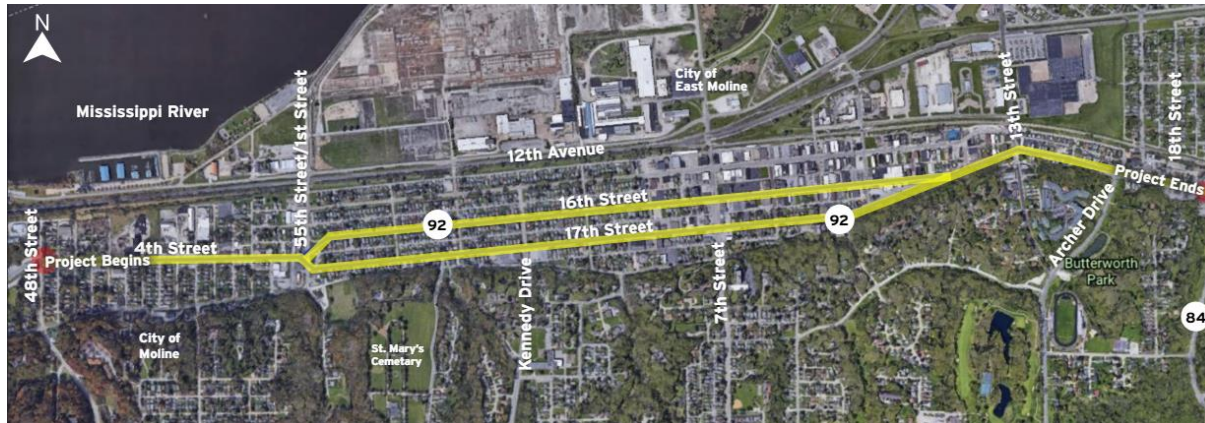 N
Mississippi River
City of
East Moline
13th Street
18th Street
55th Street/1st Street
12th Avenue
16th Street
92
92
17th Street
4th Street
48th Street
Project Begins
Project Ends
Archer Drive
Butterworth
Park
7th Street
Kennedy Drive
84
City of
Moline
St. Mary's
Cemetary